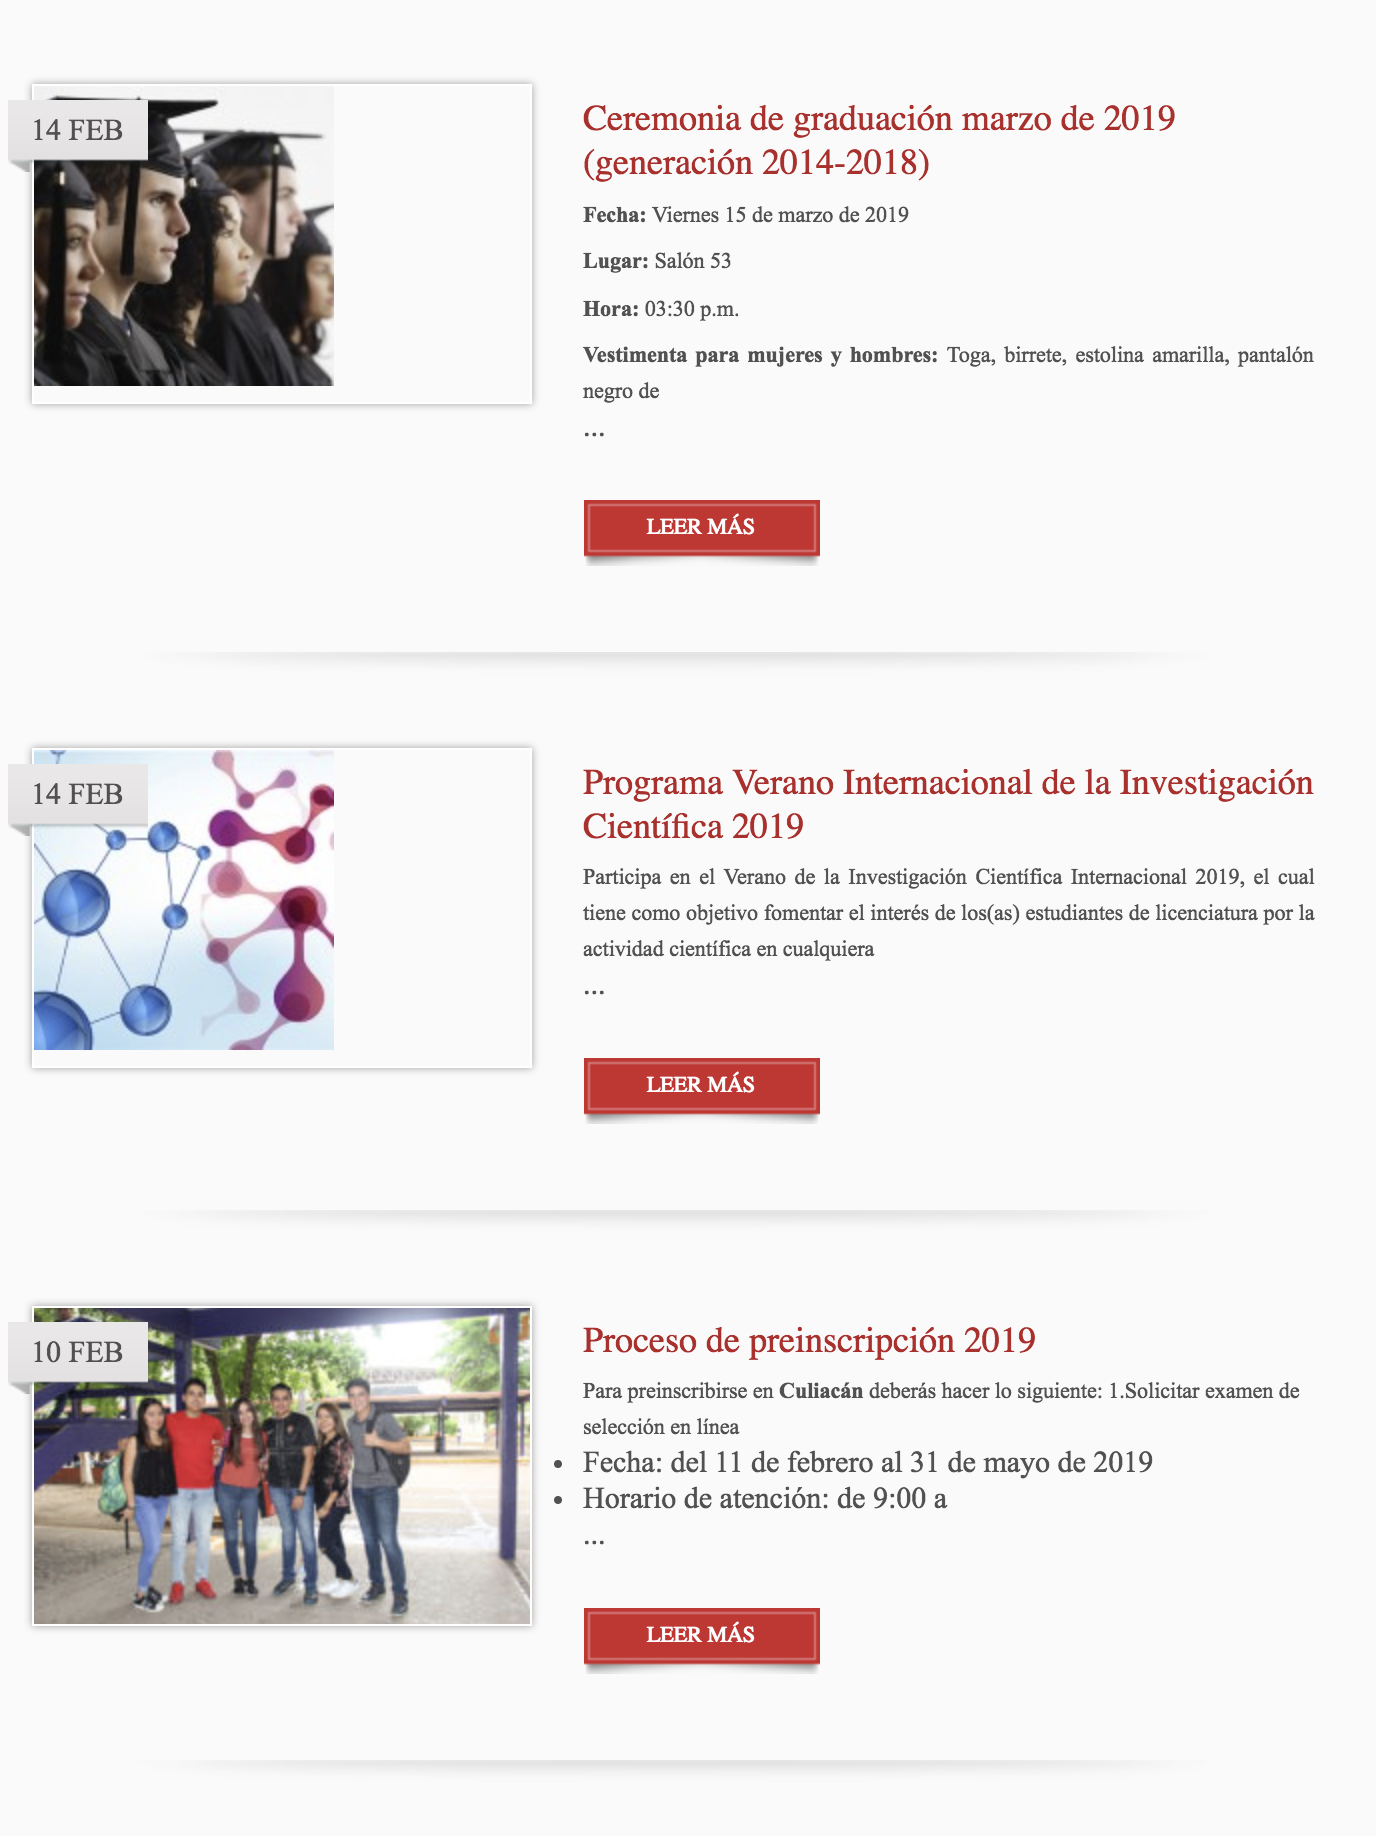 14 FEB
Ceremonia de graduación marzo de 2019
(generación 2014-2018)
Fecha: Viernes 15 de marzo de 2019
Lugar: Salón 53
Hora: 03:30 p.m.
Vestimenta para mujeres y hombres: Toga, birrete, estolina amarilla, pantalón
negro de
...
LEER MÁS
14 FEB
Programa Verano Internacional de la Investigación
Científica 2019
Participa en el Verano de la Investigación Científica Internacional 2019, el cual
tiene como objetivo fomentar el interés de los(as) estudiantes de licenciatura por la
actividad científica en cualquiera
...
LEER MÁS
10 FEB
Proceso de preinscripción 2019
Para preinscribirse en Culiacán deberás hacer lo siguiente: 1.Solicitar examen de
selección en línea
• Fecha: del 11 de febrero al 31 de mayo de 2019
• Horario de atención: de 9:00 a
...
LEER MÁS